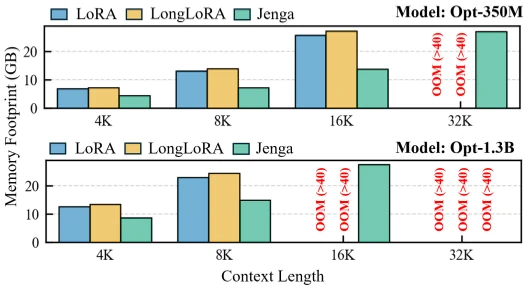 LoRA LongLoRA Jenga Model: Opt-350M
Memory Footprint (GB)
20
10
0
OOM (>40)
OOM (>40)
4K 8K 16K 32K
LoRA LongLoRA Jenga Model: Opt-1.3B
20
10
0
OOM (>40)
OOM (>40)
OOM (>40)
OOM (>40)
OOM (>40)
4K 8K 16K 32K
Context Length